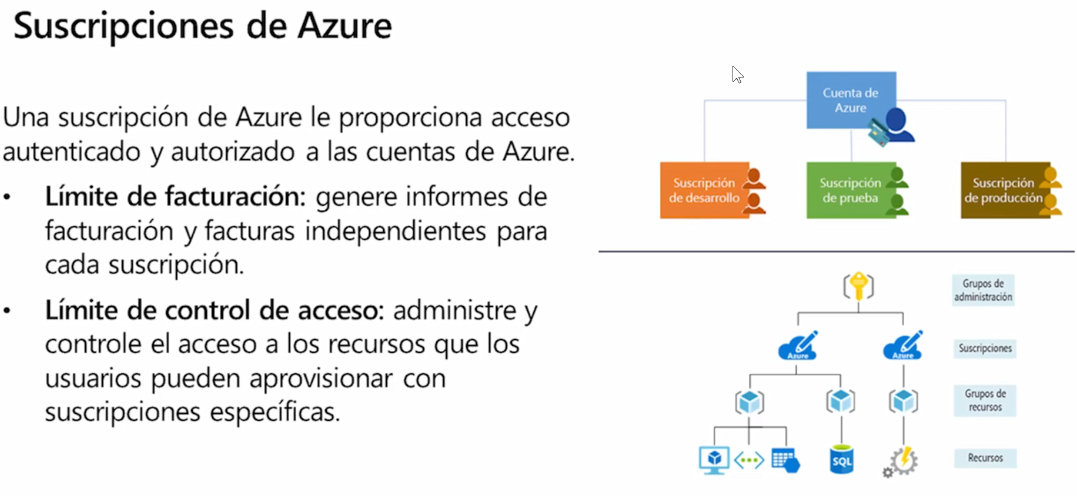 Suscripciones de Azure
Una suscripción de Azure le proporciona acceso
autenticado y autorizado a las cuentas de Azure.
• Límite de facturación: genere informes de
facturación y facturas independientes para
cada suscripción.
• Límite de control de acceso: administre y
controle el acceso a los recursos que los
usuarios pueden aprovisionar con
suscripciones específicas.
Cuenta de
Azure
Suscripción
de desarrollo
Suscripción
de prueba
Suscripción
de producción
Grupos de
administración
Azure
Azure
Suscripciones
Grupos de
recursos
SQL
Recursos